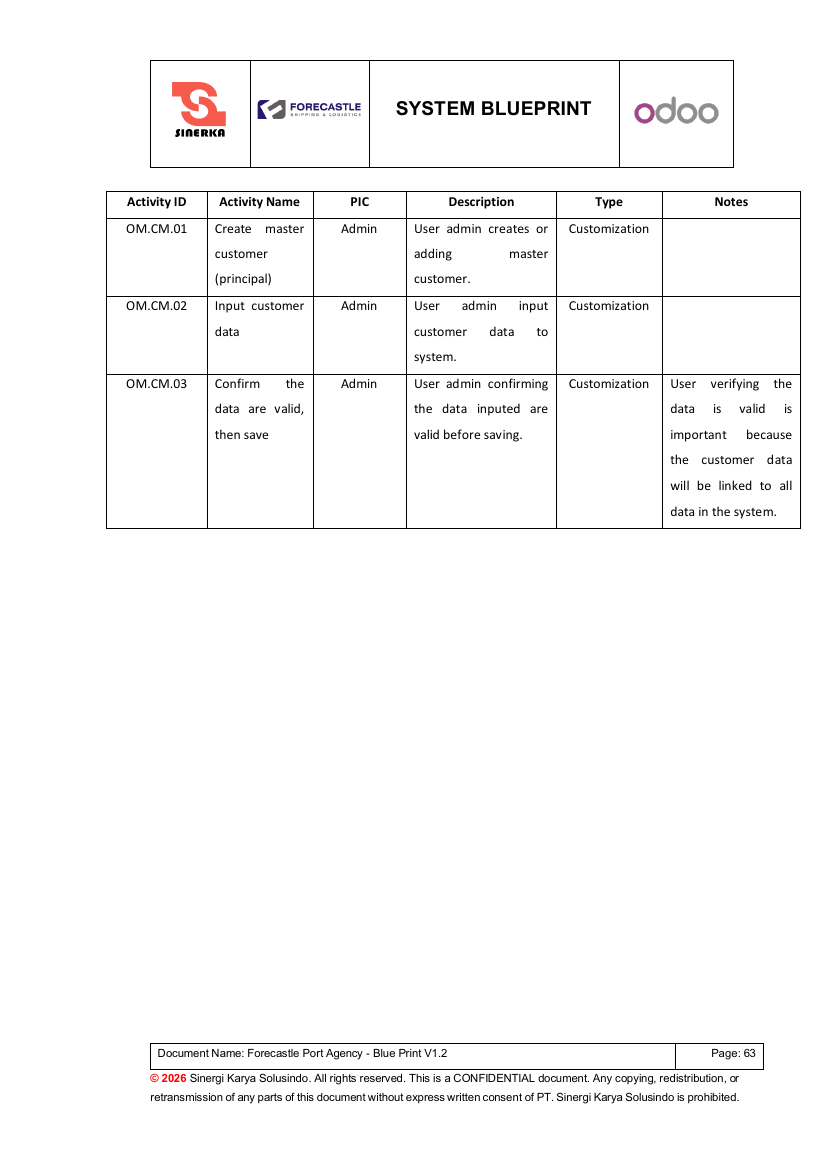 SINERKA
FORECASTLE
SHIPPING & LOGISTICS
SYSTEM BLUEPRINT
odoo
Activity ID Activity Name PIC Description Type Notes
OM.CM.01 Create master customer (principal) Admin User admin creates or adding master customer. Customization
OM.CM.02 Input customer data Admin User admin input customer data to system. Customization
OM.CM.03 Confirm the data are valid, then save Admin User admin confirming the data inputed are valid before saving. Customization User verifying the data is valid is important because the customer data will be linked to all data in the system.
Document Name: Forecastle Port Agency - Blue Print V1.2 Page: 63
© 2026 Sinergi Karya Solusindo. All rights reserved. This is a CONFIDENTIAL document. Any copying, redistribution, or
retransmission of any parts of this document without express written consent of PT. Sinergi Karya Solusindo is prohibited.